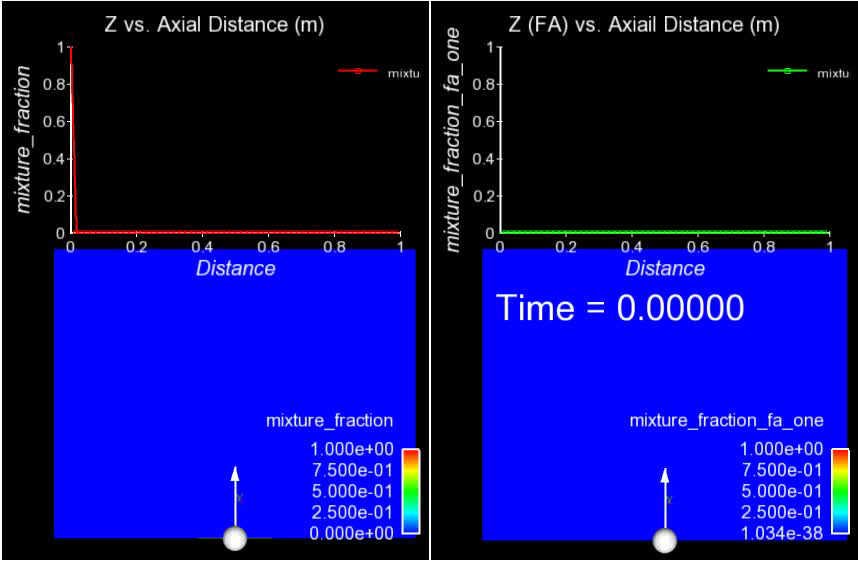 Z vs. Axial Distance (m)
mixture_fraction
1
0.8
0.6
0.4
0.2
0
mixtu
0 0.2 0.4 0.6 0.8 1
Distance
mixture_fraction
1.000e+00
7.500e-01
5.000e-01
2.500e-01
0.000e+00
Y
Z (FA) vs. Axiail Distance (m)
mixture_fraction_fa_one
1
0.8
0.6
0.4
0.2
0
mixtu
0 0.2 0.4 0.6 0.8 1
Distance
Time = 0.00000
mixture_fraction_fa_one
1.000e+00
7.500e-01
5.000e-01
2.500e-01
1.034e-38
Y